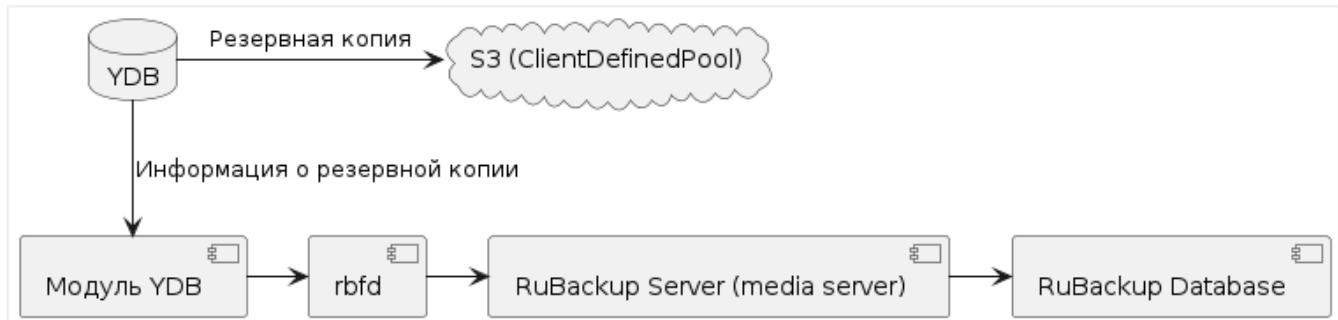 Резервная копия
YDB
S3 (ClientDefinedPool)
Информация о резервной копии
Модуль YDB
rbfd
RuBackup Server (media server)
RuBackup Database